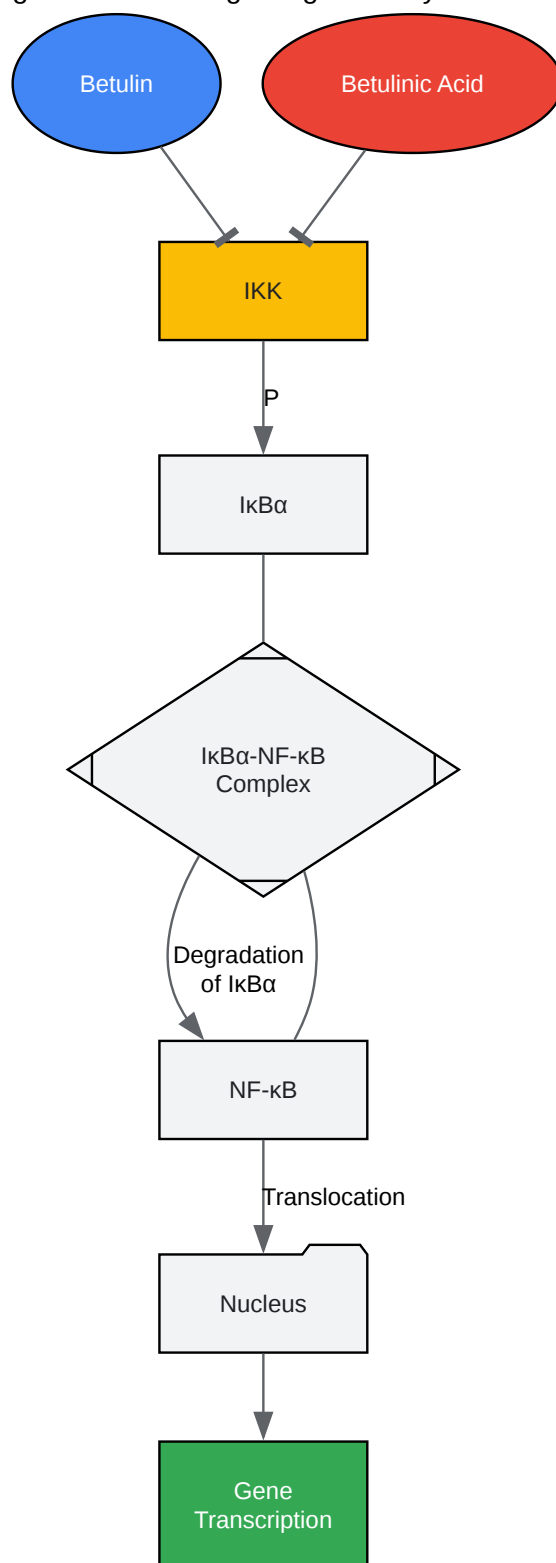 Betulin
Betulinic Acid
IKK
P
IκBα
IκBα-NF-κB
Complex
Degradation
of IκBα
NF-κB
Translocation
Nucleus
Gene
Transcription